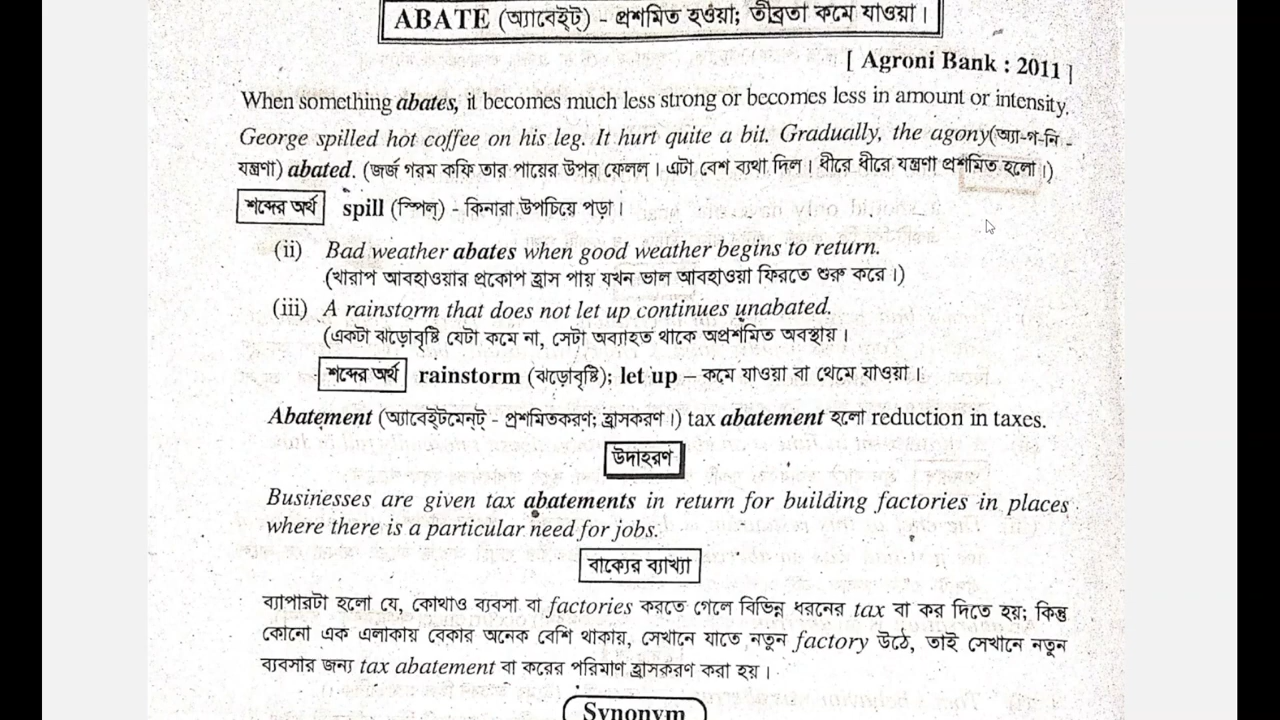 ABATE (অ্যাবেইট্) - প্রশমিত হওয়া; তীব্রতা কমে যাওয়া।
[ Agroni Bank : 2011 ]
When something abates, it becomes much less strong or becomes less in amount or intensity.
George spilled hot coffee on his leg. It hurt quite a bit. Gradually, the agony(অ্যা-গ-নি -
যন্ত্রণা) abated. (জর্জ গরম কফি তার পায়ের উপর ফেলল। এটা বেশ ব্যথা দিল। ধীরে ধীরে যন্ত্রণা প্রশমিত হলো।)
শব্দের অর্থ spill (স্পিল্) - কিনারা উপচিয়ে পড়া।
(ii) Bad weather abates when good weather begins to return.
(খারাপ আবহাওয়ার প্রকোপ হ্রাস পায় যখন ভাল আবহাওয়া ফিরতে শুরু করে।)
(iii) A rainstorm that does not let up continues unabated.
(একটা ঝড়োবৃষ্টি যেটা কমে না, সেটা অব্যাহত থাকে অপ্রশমিত অবস্থায়।
শব্দের অর্থ rainstorm (ঝড়োবৃষ্টি); let up – কমে যাওয়া বা থেমে যাওয়া।
Abatement (অ্যাবেইটমেন্ট্ - প্রশমিতকরণ; হ্রাসকরণ।) tax abatement হলো reduction in taxes.
উদাহরণ
Businesses are given tax abatements in return for building factories in places
where there is a particular need for jobs.
বাক্যের ব্যাখ্যা
ব্যাপারটা হলো যে, কোথাও ব্যবসা বা factories করতে গেলে বিভিন্ন ধরনের tax বা কর দিতে হয়; কিন্তু
কোনো এক এলাকায় বেকার অনেক বেশি থাকায়, সেখানে যাতে নতুন factory উঠে, তাই সেখানে নতুন
ব্যবসার জন্য tax abatement বা করের পরিমাণ হ্রাসকরণ করা হয়।
Synonym